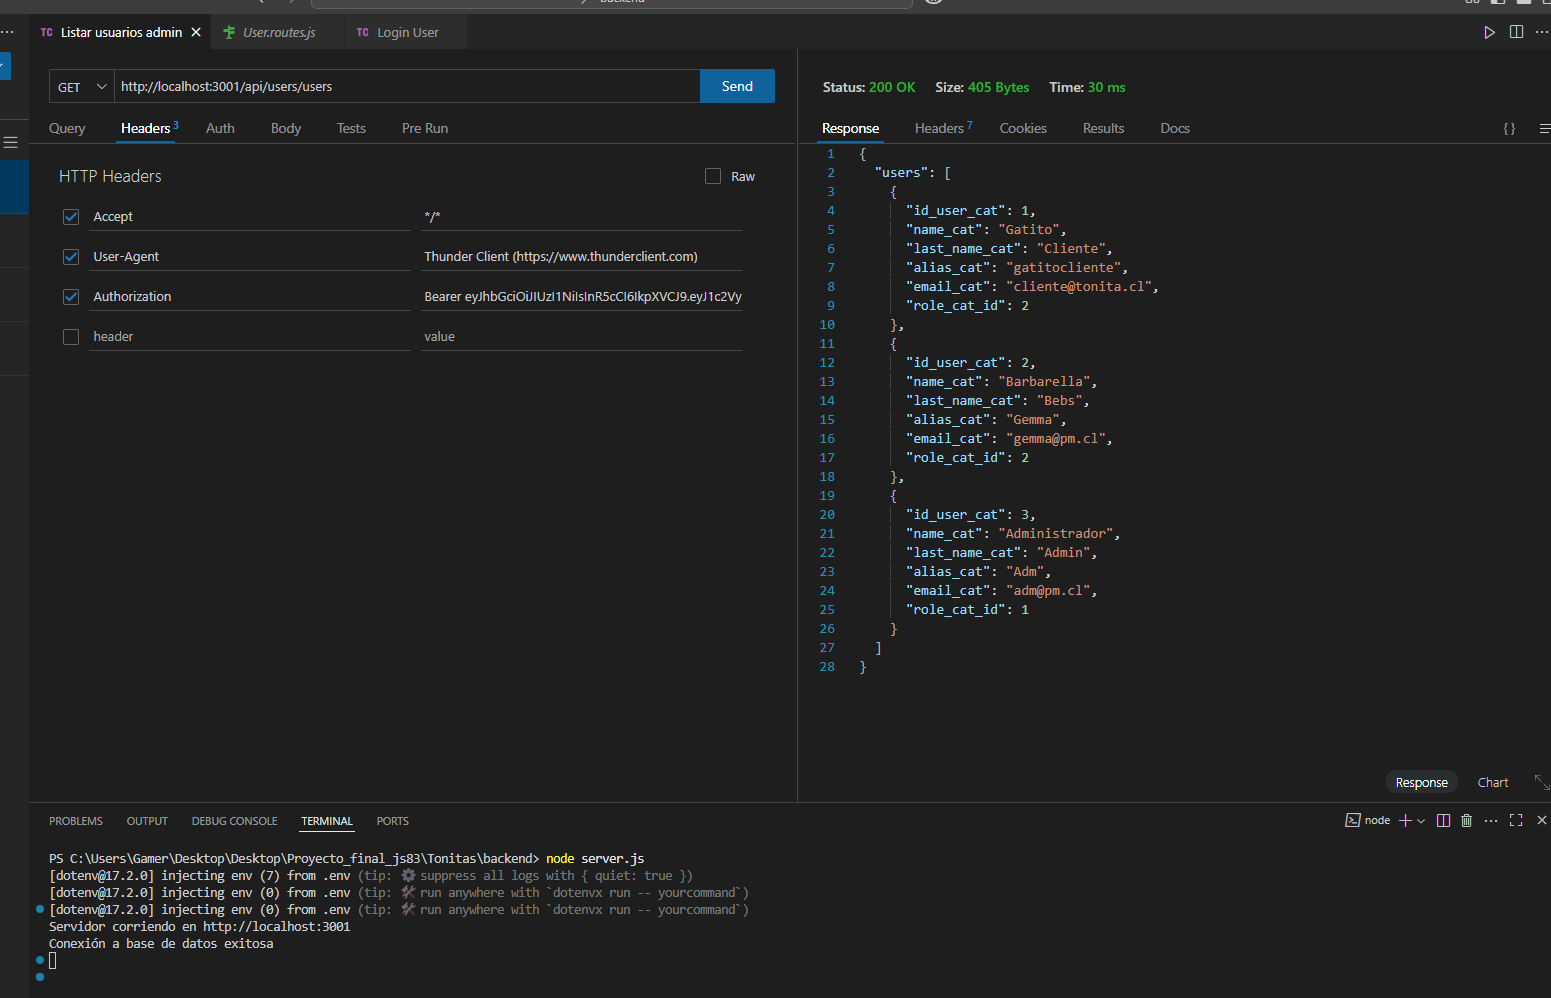 TC Listar usuarios admin
User.routes.js
TC Login User
GET
http://localhost:3001/api/users/users
Send
Query
Headers 3
Auth
Body
Tests
Pre Run
HTTP Headers
Raw
Accept */*
User-Agent Thunder Client (https://www.thunderclient.com)
Authorization Bearer eyJhbGciOiJIUzI1NiIsInR5cCI6IkpXVCJ9.eyJ1c2Vy
header value
Status: 200 OK Size: 405 Bytes Time: 30 ms
Response
Headers 7
Cookies
Results
Docs
{}
1 {
2 "users": [
3 {
4 "id_user_cat": 1,
5 "name_cat": "Gatito",
6 "last_name_cat": "Cliente",
7 "alias_cat": "gatitocliente",
8 "email_cat": "cliente@tonita.cl",
9 "role_cat_id": 2
10 },
11 {
12 "id_user_cat": 2,
13 "name_cat": "Barbarella",
14 "last_name_cat": "Bebs",
15 "alias_cat": "Gemma",
16 "email_cat": "gemma@pm.cl",
17 "role_cat_id": 2
18 },
19 {
20 "id_user_cat": 3,
21 "name_cat": "Administrador",
22 "last_name_cat": "Admin",
23 "alias_cat": "Adm",
24 "email_cat": "adm@pm.cl",
25 "role_cat_id": 1
26 }
27 ]
28 }
Response
Chart
PROBLEMS
OUTPUT
DEBUG CONSOLE
TERMINAL
PORTS
node
PS C:\Users\Gamer\Desktop\Desktop\Proyecto_final_js83\Tonitas\backend> node server.js
[dotenv@17.2.0] injecting env (7) from .env (tip: ⚙️ suppress all logs with { quiet: true })
[dotenv@17.2.0] injecting env (0) from .env (tip: 🛠️ run anywhere with `dotenvx run -- yourcommand`)
[dotenv@17.2.0] injecting env (0) from .env (tip: 🛠️ run anywhere with `dotenvx run -- yourcommand`)
Servidor corriendo en http://localhost:3001
Conexión a base de datos exitosa